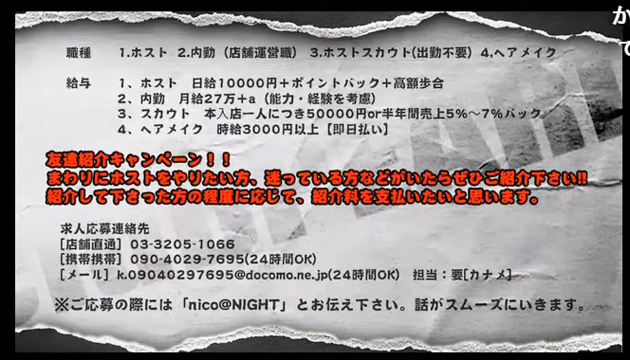 職種 1.ホスト 2.内勤(店舗運営職) 3.ホストスカウト(出勤不要) 4.ヘアメイク
給与 1、ホスト 日給10000円+ポイントバック+高額歩合
2、内勤 月給27万+a(能力・経験を考慮)
3、スカウト 本入店一人につき50000円or半年間売上5%~7%バック
4、ヘアメイク 時給3000円以上【即日払い】
友達紹介キャンペーン!!
まわりにホストをやりたい方、迷っている方などがいたらぜひご紹介下さい!!
紹介して下さった方の程度に応じて、紹介料を支払いたいと思います。
求人応募連絡先
[店舗直通] 03-3205-1066
[携帯携帯] 090-4029-7695(24時間OK)
[メール] k.09040297695@docomo.ne.jp(24時間OK) 担当:要[カナメ]
※ご応募の際には「nico@NIGHT」とお伝え下さい。話がスムーズにいきます。